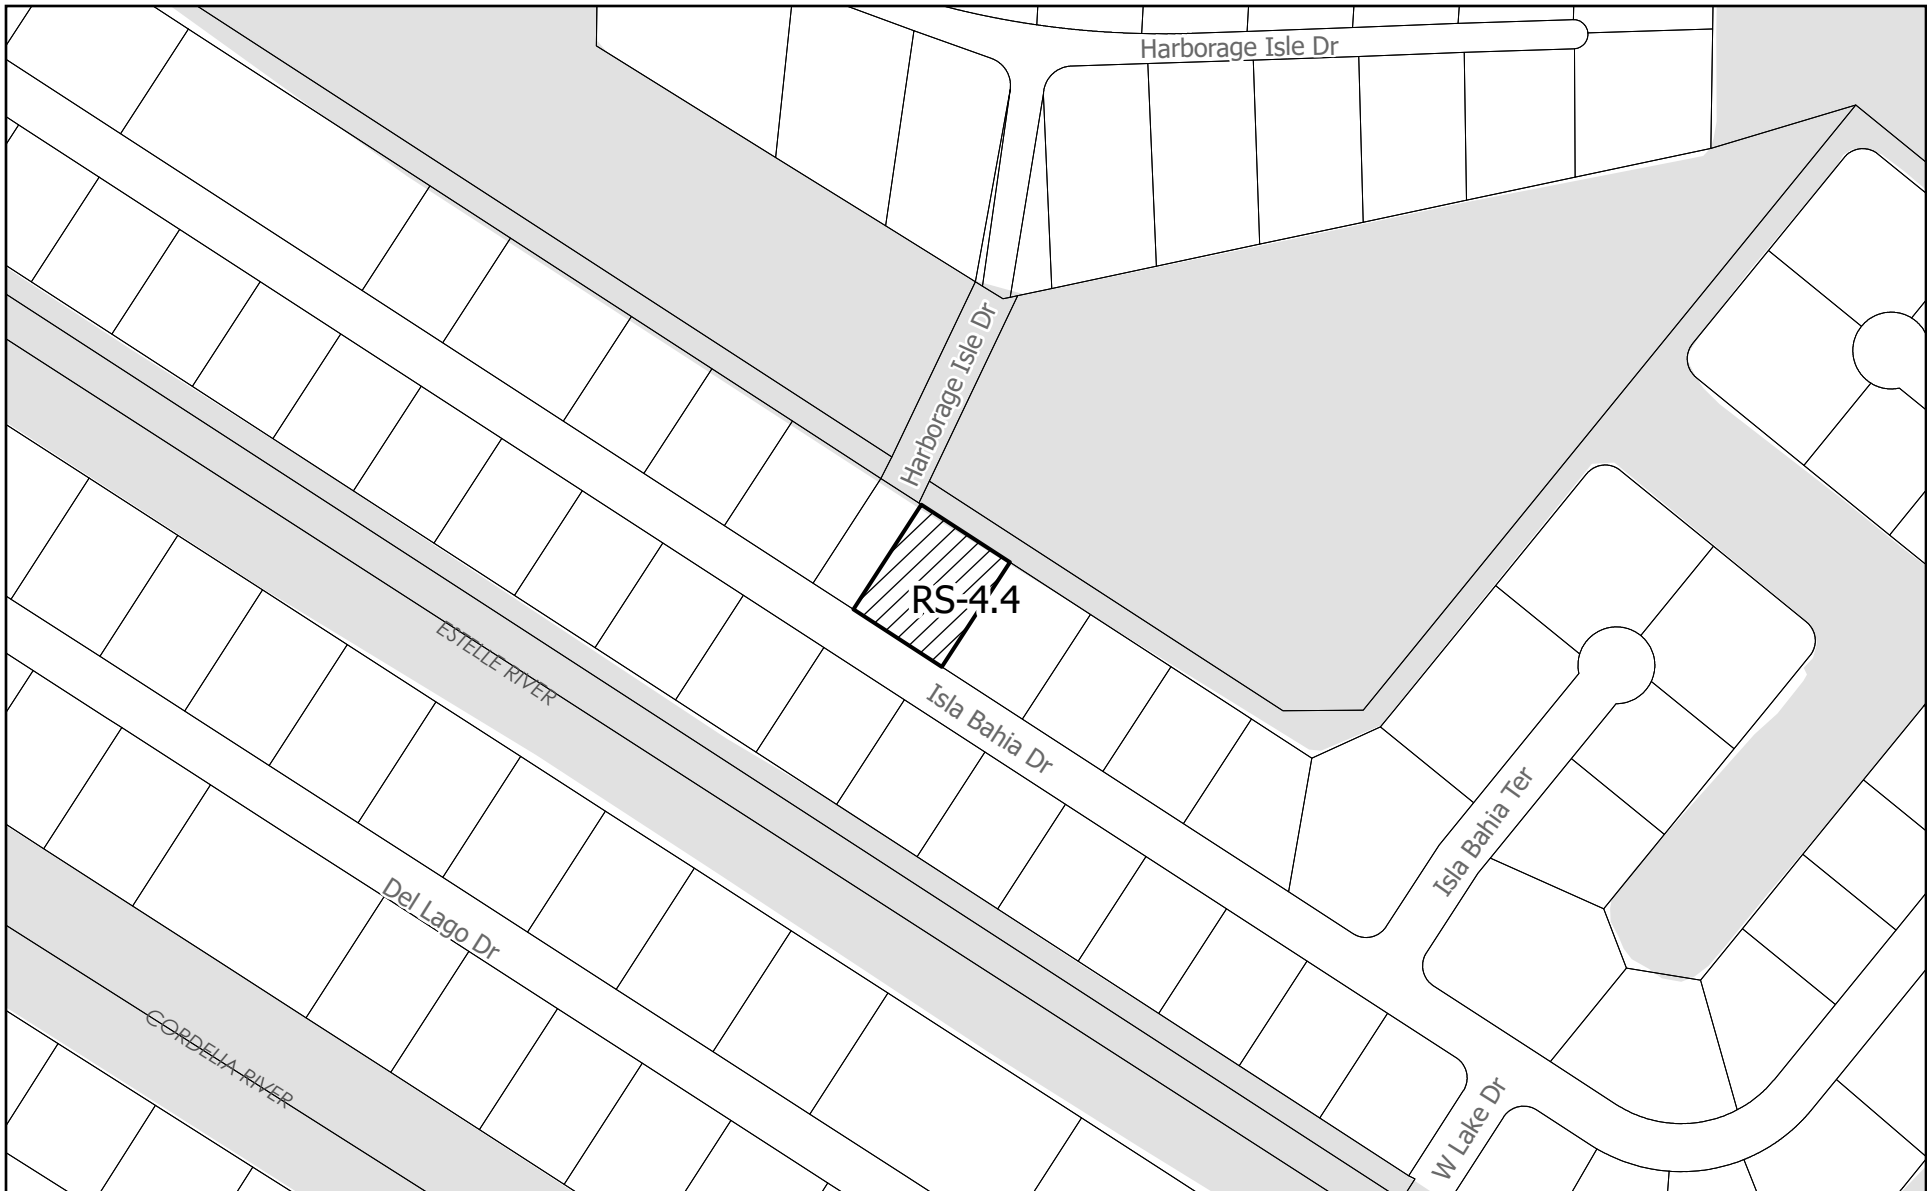 Harborage Isle Dr
Harborage Isle Dr
RS-4.4
ESTELLE RIVER
Isla Bahia Dr
Isla Bahia Ter
Del Lago Dr
CORDELIA RIVER
W Lake Dr